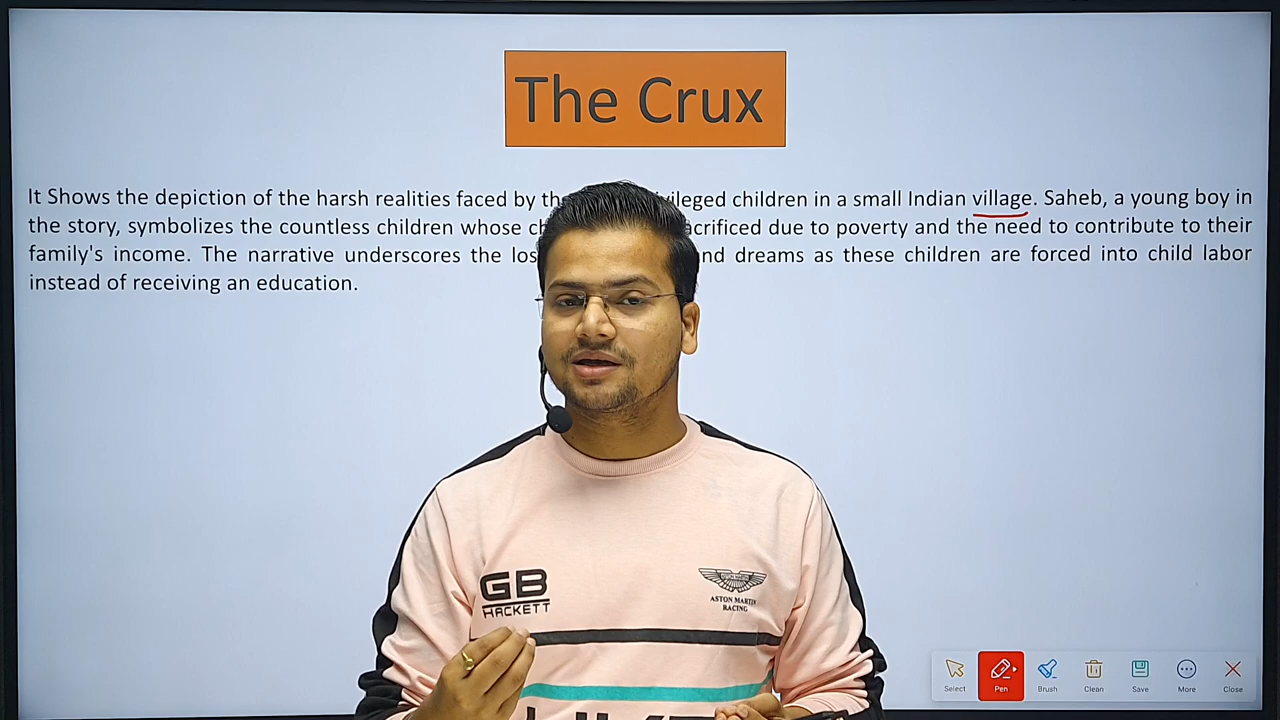 The Crux
It Shows the depiction of the harsh realities faced by children in a small Indian village. Saheb, a young boy in
the story, symbolizes the countless children whose due to poverty and the need to contribute to their
family's income. The narrative underscores the and dreams as these children are forced into child labor
instead of receiving an education.
GB
HACKETT
ASTON MARTIN
RACING
Select Pen Brush Clean Save More Close